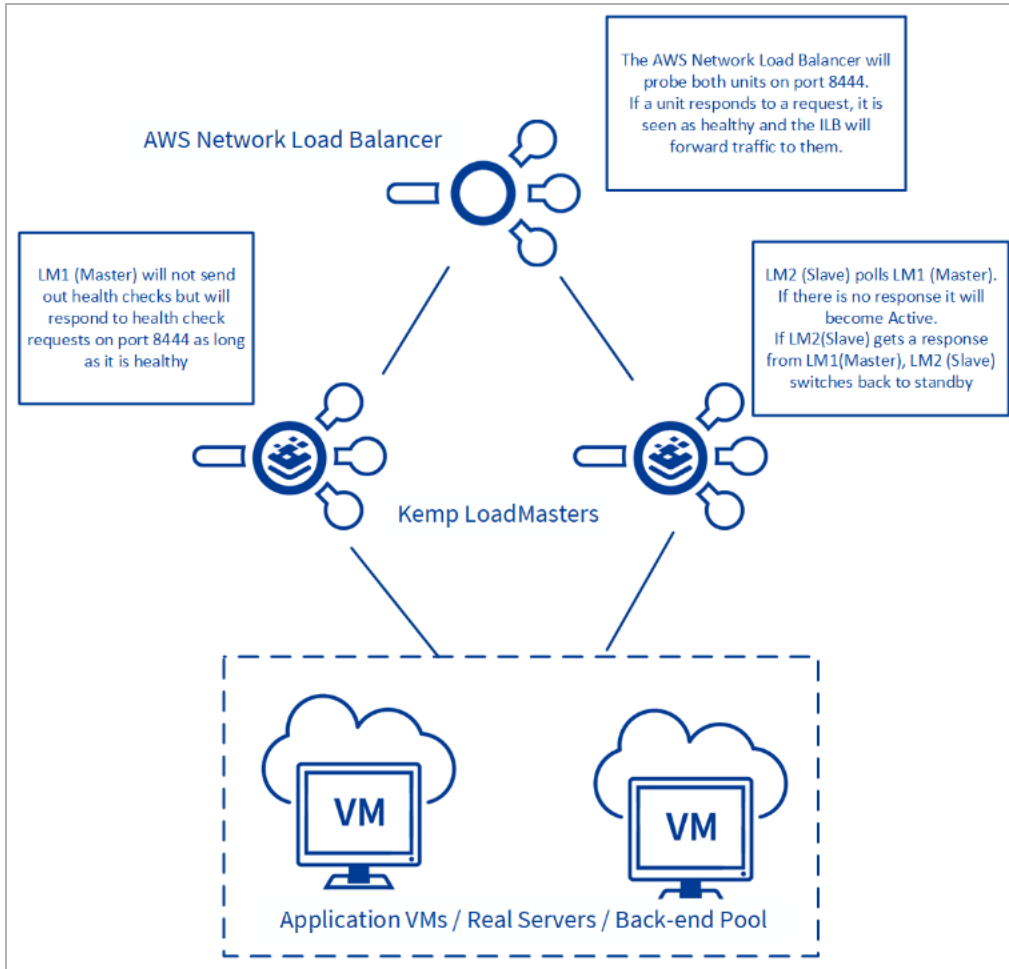 The AWS Network Load Balancer will
probe both units on port 8444.
If a unit responds to a request, it is
seen as healthy and the ILB will
forward traffic to them.
AWS Network Load Balancer
LM1 (Master) will not send
out health checks but will
respond to health check
requests on port 8444 as long
as it is healthy
LM2 (Slave) polls LM1 (Master).
If there is no response it will
become Active.
If LM2(Slave) gets a response
from LM1(Master), LM2 (Slave)
switches back to standby
Kemp LoadMasters
VM
VM
Application VMs / Real Servers / Back-end Pool